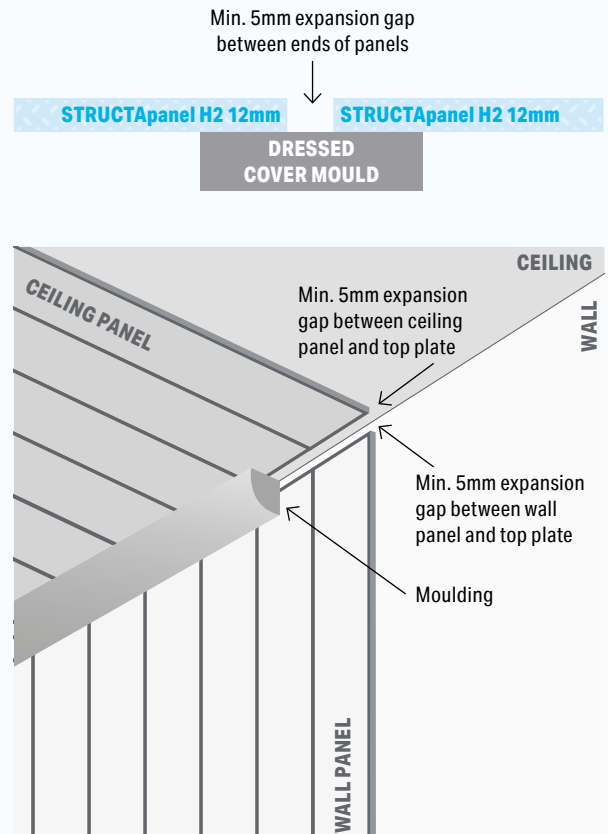 Min. 5mm expansion gap
between ends of panels
STRUCTApanel H2 12mm
STRUCTApanel H2 12mm
DRESSED
COVER MOULD
CEILING
WALL
CEILING PANEL
Min. 5mm expansion
gap between ceiling
panel and top plate
Min. 5mm expansion
gap between wall
panel and top plate
Moulding
WALL PANEL